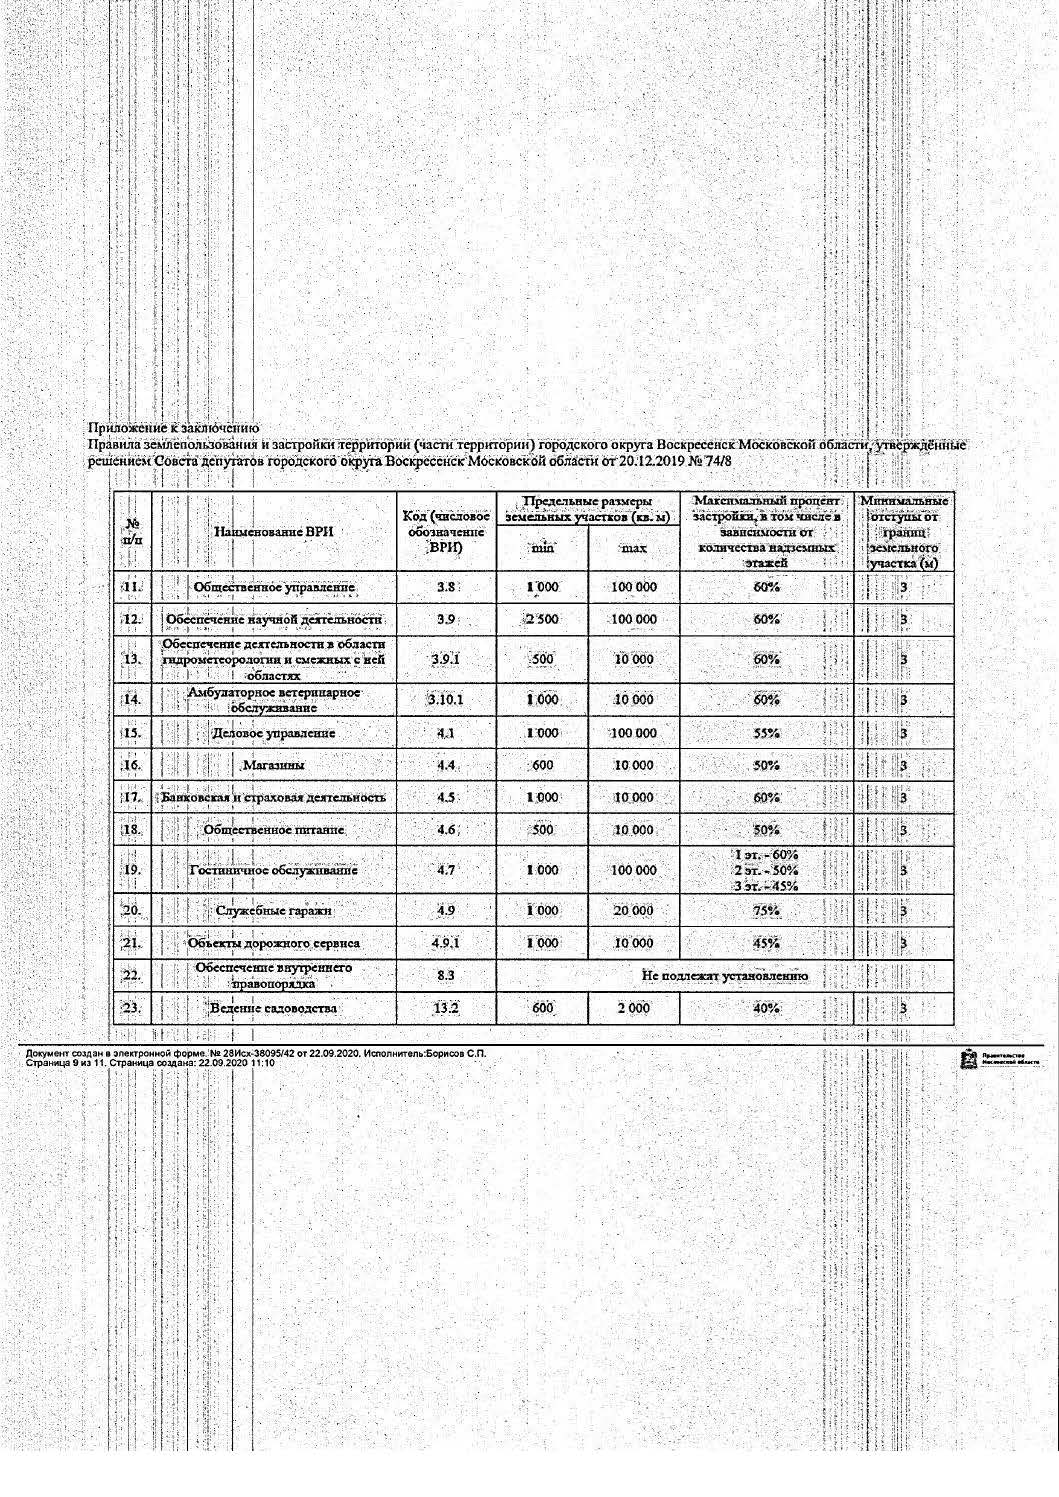 Приложение к заключению
Правила землепользования и застройки территории (части территории) городского округа Воскресенск Московской области, утверждённые
решением Совета депутатов городского округа Воскресенск Московской области от 20.12.2019 № 74/8
№ п/п Наименование ВРИ Код (числовое обозначение ВРИ) Предельные размеры земельных участков (кв. м) min max Максимальный процент застройки, в том числе в зависимости от количества надземных этажей Минимальные отступы от границ земельного участка (м)
11. Общественное управление 3.8 1 000 100 000 60% 3
12. Обеспечение научной деятельности 3.9 2 500 100 000 60% 3
13. Обеспечение деятельности в области гидрометеорологии и смежных с ней областях 3.9.1 500 10 000 60% 3
14. Амбулаторное ветеринарное обслуживание 3.10.1 1 000 10 000 60% 3
15. Деловое управление 4.1 1 000 100 000 55% 3
16. Магазины 4.4 600 10 000 50% 3
17. Банковская и страховая деятельность 4.5 1 000 10 000 60% 3
18. Общественное питание 4.6 500 10 000 50% 3
19. Гостиничное обслуживание 4.7 1 000 100 000 1 эт. - 60% 2 эт. - 50% 3 эт. - 45% 3
20. Служебные гаражи 4.9 1 000 20 000 75% 3
21. Объекты дорожного сервиса 4.9.1 1 000 10 000 45% 3
22. Обеспечение внутреннего правопорядка 8.3 Не подлежат установлению
23. Ведение садоводства 13.2 600 2 000 40% 3
Документ создан в электронной форме. № 28Исх-38095/42 от 22.09.2020. Исполнитель:Борисов С.П.
Страница 9 из 11. Страница создана: 22.09.2020 11:10
Правительство
Московской области